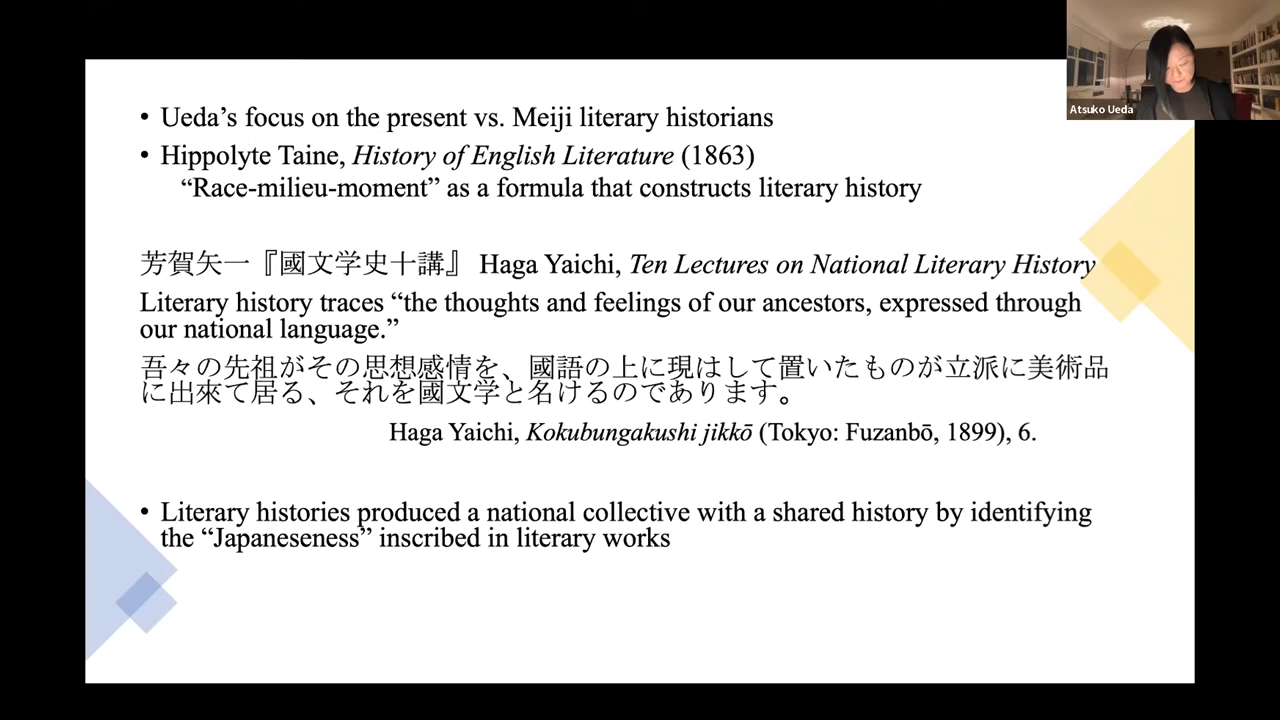 Atsuko Ueda
• Ueda’s focus on the present vs. Meiji literary historians
• Hippolyte Taine, History of English Literature (1863)
“Race-milieu-moment” as a formula that constructs literary history
芳賀矢一『國文学史十講』 Haga Yaichi, Ten Lectures on National Literary History
Literary history traces “the thoughts and feelings of our ancestors, expressed through
our national language.”
吾々の先祖がその思想感情を、國語の上に現はして置いたものが立派に美術品
に出來て居る、それを國文学と名けるのであります。
Haga Yaichi, Kokubungakushi jikkō (Tokyo: Fuzanbō, 1899), 6.
• Literary histories produced a national collective with a shared history by identifying
the “Japaneseness” inscribed in literary works